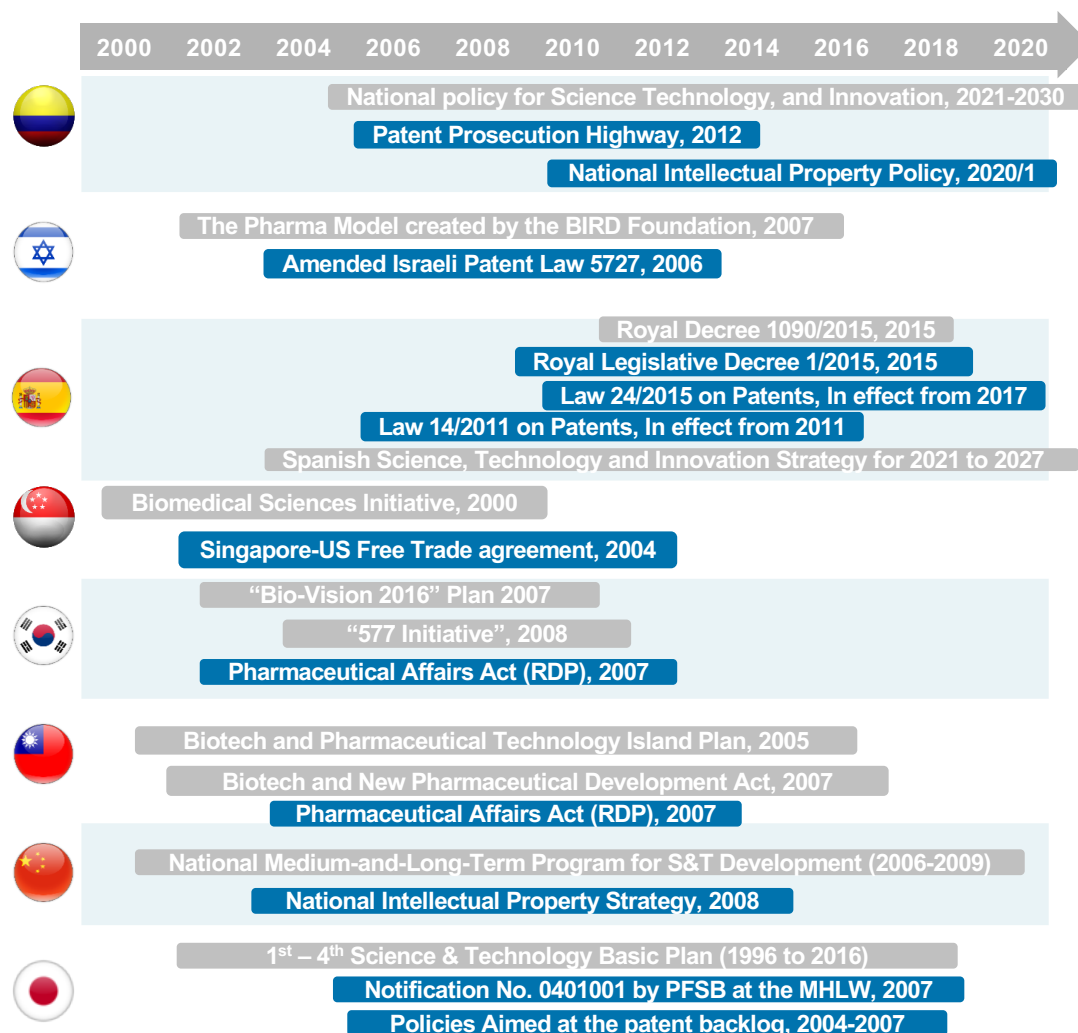 2000 2002 2004 2006 2008 2010 2012 2014 2016 2018 2020
National policy for Science Technology, and Innovation, 2021-2030
Patent Prosecution Highway, 2012
National Intellectual Property Policy, 2020/1
The Pharma Model created by the BIRD Foundation, 2007
Amended Israeli Patent Law 5727, 2006
Royal Decree 1090/2015, 2015
Royal Legislative Decree 1/2015, 2015
Law 24/2015 on Patents, In effect from 2017
Law 14/2011 on Patents, In effect from 2011
Spanish Science, Technology and Innovation Strategy for 2021 to 2027
Biomedical Sciences Initiative, 2000
Singapore-US Free Trade agreement, 2004
“Bio-Vision 2016” Plan 2007
“577 Initiative”, 2008
Pharmaceutical Affairs Act (RDP), 2007
Biotech and Pharmaceutical Technology Island Plan, 2005
Biotech and New Pharmaceutical Development Act, 2007
Pharmaceutical Affairs Act (RDP), 2007
National Medium-and-Long-Term Program for S&T Development (2006-2009)
National Intellectual Property Strategy, 2008
1st – 4th Science & Technology Basic Plan (1996 to 2016)
Notification No. 0401001 by PFSB at the MHLW, 2007
Policies Aimed at the patent backlog, 2004-2007